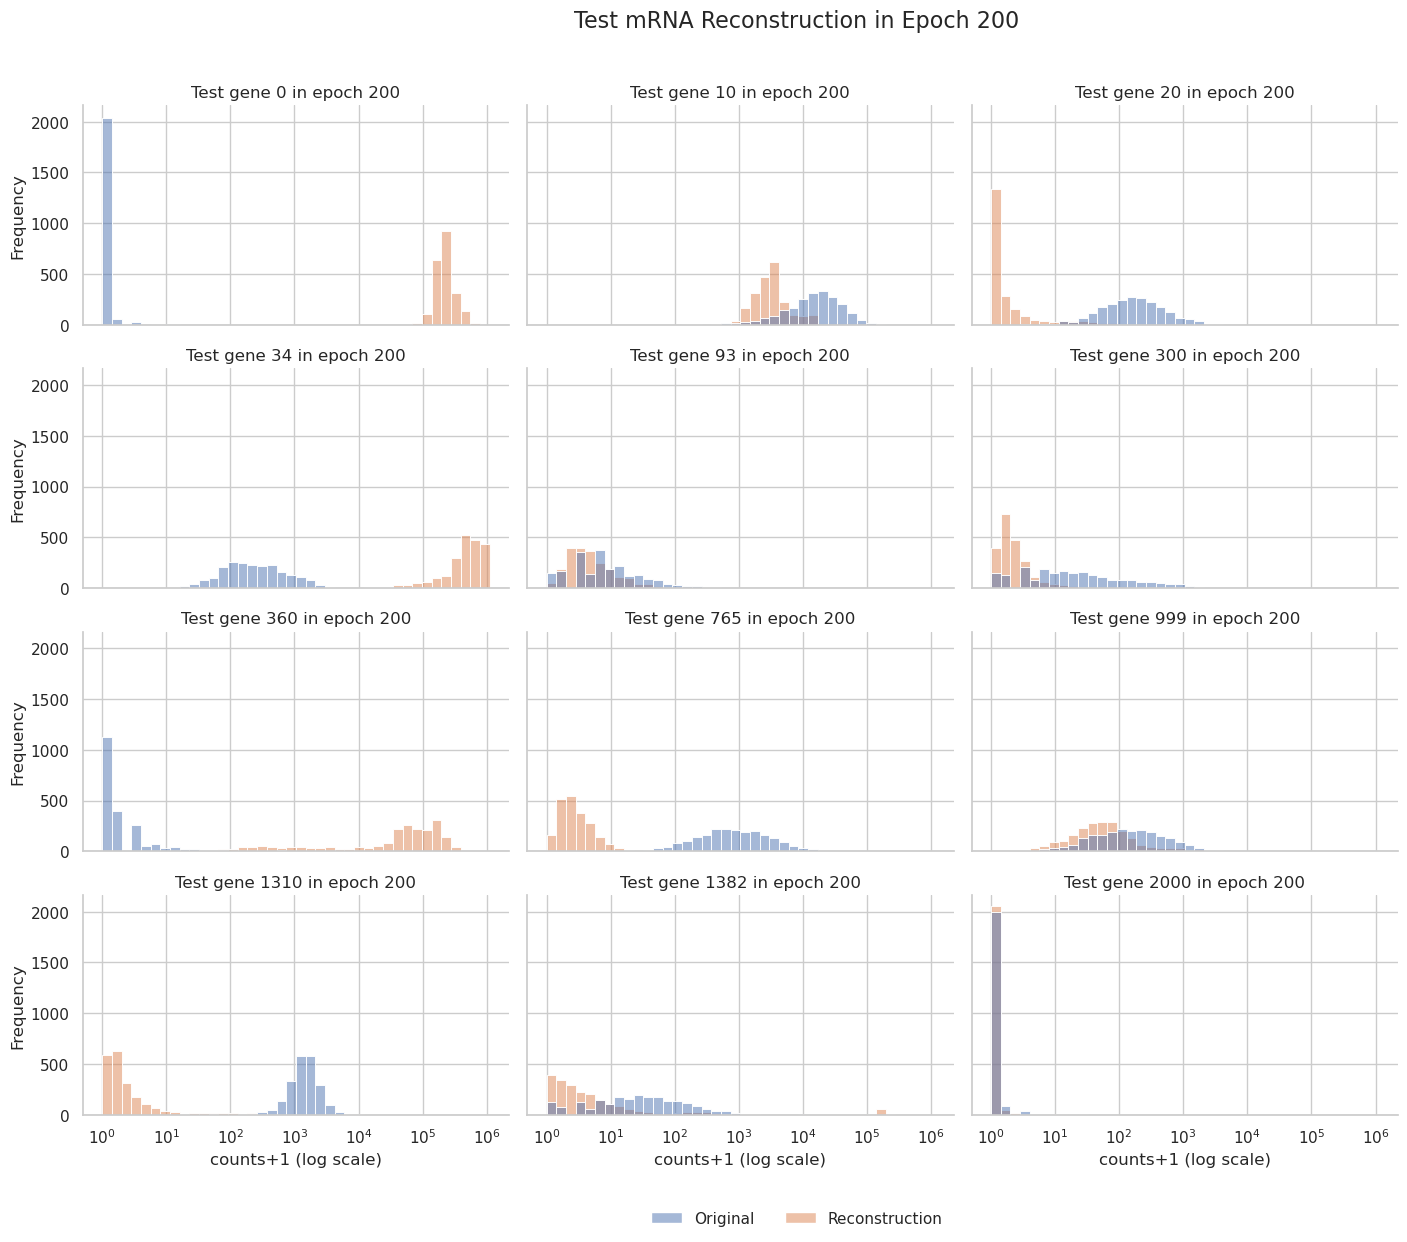 Test mRNA Reconstruction in Epoch 200
Test gene 0 in epoch 200
Test gene 10 in epoch 200
Test gene 20 in epoch 200
Frequency
2000
1500
1000
500
0
Test gene 34 in epoch 200
Test gene 93 in epoch 200
Test gene 300 in epoch 200
Frequency
2000
1500
1000
500
0
Test gene 360 in epoch 200
Test gene 765 in epoch 200
Test gene 999 in epoch 200
Frequency
2000
1500
1000
500
0
Test gene 1310 in epoch 200
Test gene 1382 in epoch 200
Test gene 2000 in epoch 200
Frequency
2000
1500
1000
500
0
10⁰ 10¹ 10² 10³ 10⁴ 10⁵ 10⁶
10⁰ 10¹ 10² 10³ 10⁴ 10⁵ 10⁶
10⁰ 10¹ 10² 10³ 10⁴ 10⁵ 10⁶
counts+1 (log scale)
counts+1 (log scale)
counts+1 (log scale)
Original
Reconstruction